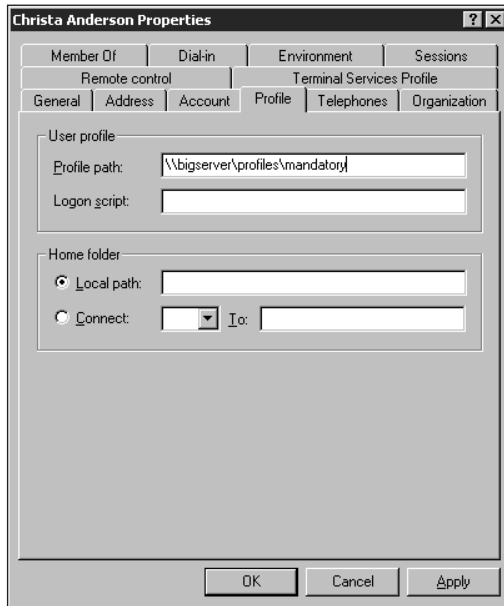 Christa Anderson Properties
Member Of Dial-in Environment Sessions
Remote control Terminal Services Profile
General Address Account Profile Telephones Organization
User profile
Profile path: \\bigserver\profiles\mandatory
Logon script:
Home folder
Local path:
Connect: To:
OK Cancel Apply